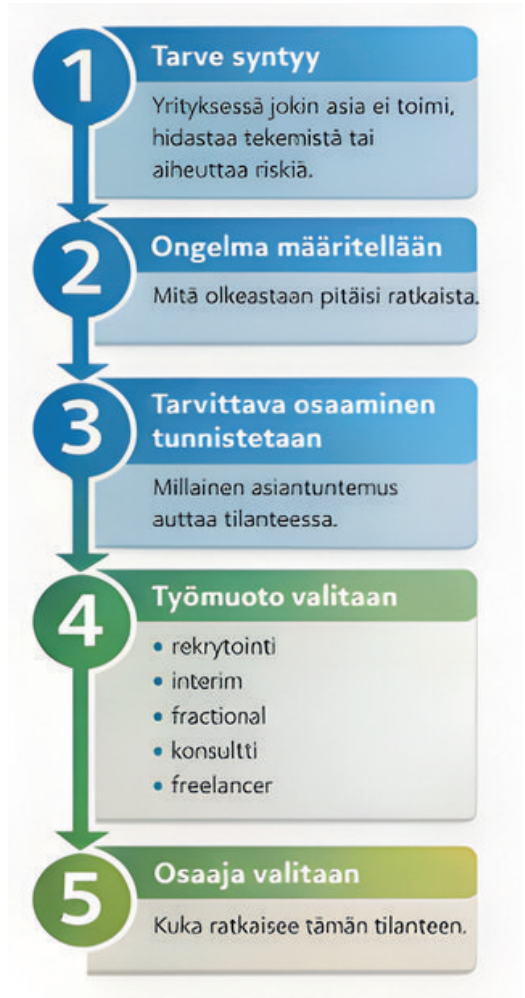 1
Tarve syntyy
Yrityksessä jokin asia ei toimi,
hidastaa tekemistä tai
aiheuttaa riskiä.
2
Ongelma määritellään
Mitä olkeastaan pitäisi ratkaista.
3
Tarvittava osaaminen
tunnistetaan
Millainen asiantuntemus
auttaa tilanteessa.
4
Työmuoto valitaan
• rekrytointi
• interim
• fractional
• konsultti
• freelancer
5
Osaaja valitaan
Kuka ratkaisee tämän tilanteen.